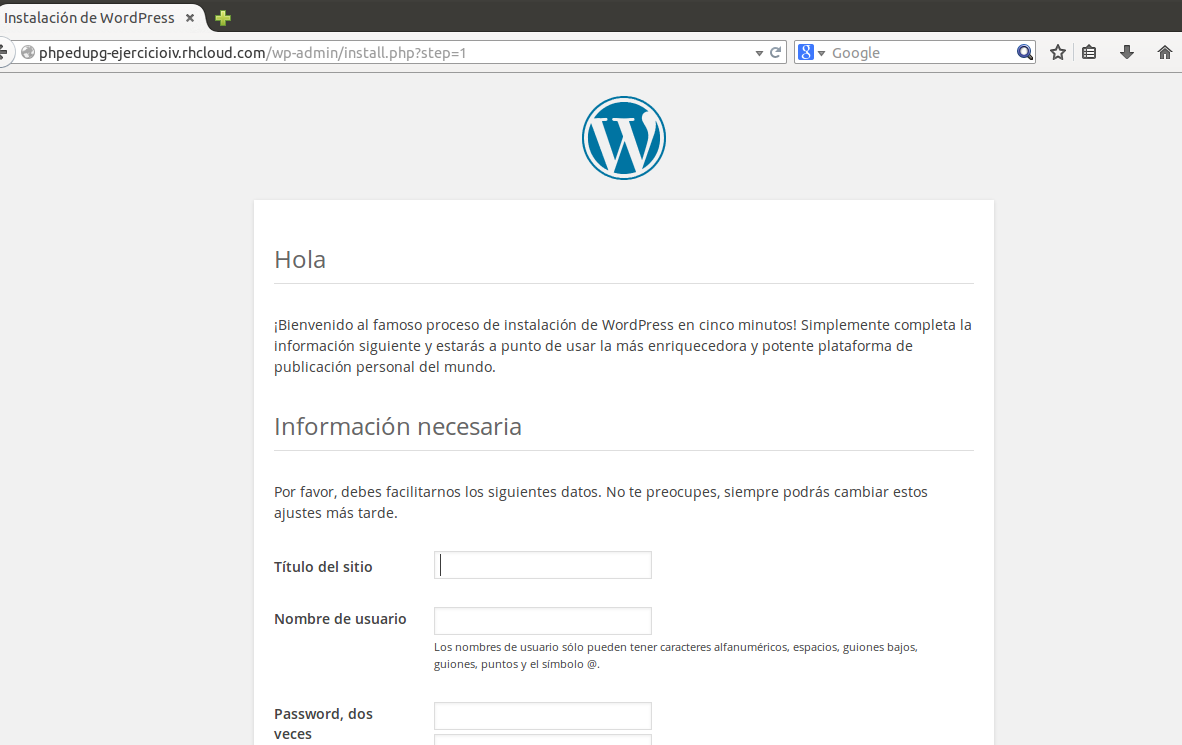 Instalación de WordPress
phpedupg-ejercicioiv.rhcloud.com/wp-admin/install.php?step=1
Google
Hola
¡Bienvenido al famoso proceso de instalación de WordPress en cinco minutos! Simplemente completa la
información siguiente y estarás a punto de usar la más enriquecedora y potente plataforma de
publicación personal del mundo.
Información necesaria
Por favor, debes facilitarnos los siguientes datos. No te preocupes, siempre podrás cambiar estos
ajustes más tarde.
Título del sitio
Nombre de usuario
Los nombres de usuario sólo pueden tener caracteres alfanuméricos, espacios, guiones bajos,
guiones, puntos y el símbolo @.
Password, dos
veces